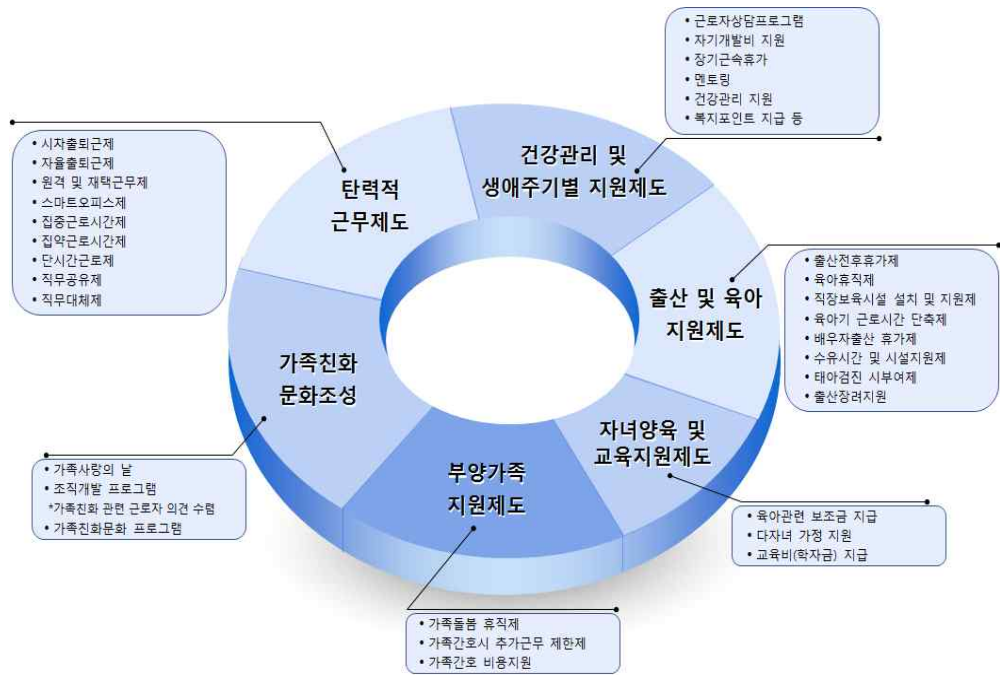 • 근로자상담프로그램
• 자기개발비 지원
• 장기근속휴가
• 멘토링
• 건강관리 지원
• 복지포인트 지급 등
건강관리 및
생애주기별 지원제도
• 시차출퇴근제
• 자율출퇴근제
• 원격 및 재택근무제
• 스마트오피스제
• 집중근로시간제
• 집약근로시간제
• 단시간근로제
• 직무공유제
• 직무대체제
탄력적
근무제도
출산 및 육아
지원제도
• 출산전후휴가제
• 육아휴직제
• 직장보육시설 설치 및 지원제
• 육아기 근로시간 단축제
• 배우자출산 휴가제
• 수유시간 및 시설지원제
• 태아검진 시부여제
• 출산장려지원
가족친화
문화조성
• 가족사랑의 날
• 조직개발 프로그램
*가족친화 관련 근로자 의견 수렴
• 가족친화문화 프로그램
부양가족
지원제도
• 가족돌봄 휴직제
• 가족간호시 추가근무 제한제
• 가족간호 비용지원
자녀양육 및
교육지원제도
• 육아관련 보조금 지급
• 다자녀 가정 지원
• 교육비(학자금) 지급